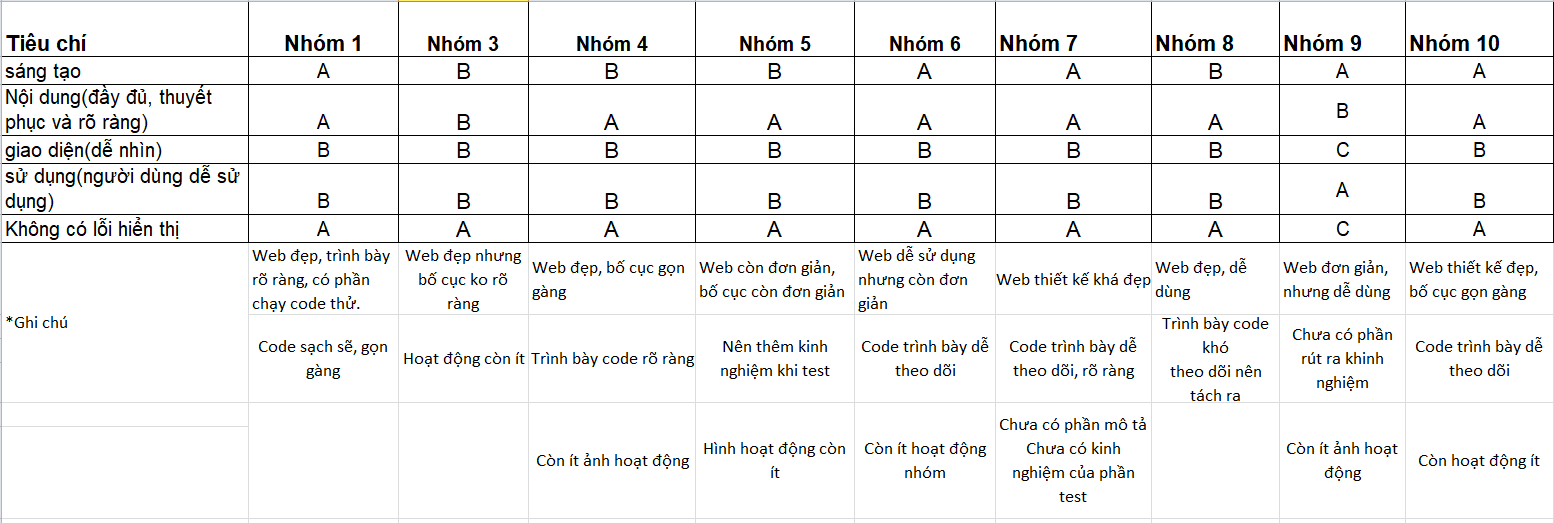 Tiêu chí Nhóm 1 Nhóm 3 Nhóm 4 Nhóm 5 Nhóm 6 Nhóm 7 Nhóm 8 Nhóm 9 Nhóm 10
sáng tạo A B B B A A B A A
Nội dung(đầy đủ, thuyết
phục và rõ ràng) A B A A A A A B A
giao diện(dễ nhìn) B B B B B B B C B
sử dụng(người dùng dễ sử
dụng) B B B B B B B A B
Không có lỗi hiển thị A A A A A A A C A
*Ghi chú
Web đẹp, trình bày
rõ ràng, có phần
chạy code thử.
Web đẹp nhưng
bố cục ko rõ
ràng
Web đẹp, bố cục gọn
gàng
Web còn đơn giản,
bố cục còn đơn giản
Web dễ sử dụng
nhưng còn đơn
giản
Web thiết kế khá đẹp
Web đẹp, dễ
dùng
Web đơn giản,
nhưng dễ dùng
Web thiết kế đẹp,
bố cục gọn gàng
Code sạch sẽ, gọn
gàng
Hoạt động còn ít
Trình bày code rõ ràng
Nên thêm kinh
nghiệm khi test
Code trình bày dễ
theo dõi
Code trình bày dễ
theo dõi, rõ ràng
Trình bày code
khó
theo dõi nên
tách ra
Chưa có phần
rút ra khinh
nghiệm
Code trình bày dễ
theo dõi
Còn ít ảnh hoạt động
Hình hoạt động còn
ít
Còn ít hoạt động
nhóm
Chưa có phần mô tả
Chưa có kinh
nghiệm của phần
test
Còn ít ảnh hoạt
động
Còn hoạt động ít